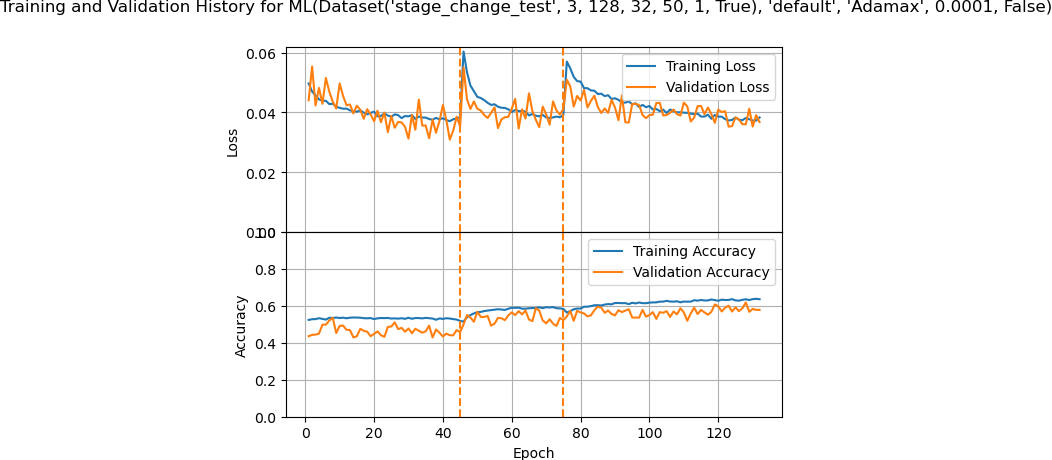 Training and Validation History for ML(Dataset('stage_change_test', 3, 128, 32, 50, 1, True), 'default', 'Adamax', 0.0001, False)
0.06
Training Loss
Validation Loss
0.04
Loss
0.02
0.00
1.0
Training Accuracy
Validation Accuracy
0.8
0.6
Accuracy
0.4
0.2
0.0
0 20 40 60 80 100 120
Epoch